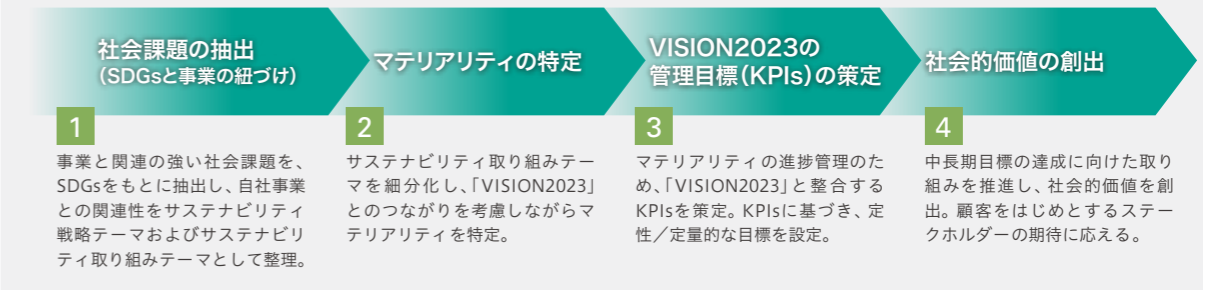 社会課題の抽出
（SDGsと事業の紐づけ）
マテリアリティの特定
VISION2023の
管理目標（KPIs）の策定
社会的価値の創出
1
事業と関連の強い社会課題を、
SDGsをもとに抽出し、自社事業
との関連性をサステナビリティ
戦略テーマおよびサステナビリ
ティ取り組みテーマとして整理。
2
サステナビリティ取り組みテー
マを細分化し、「VISION2023」
とのつながりを考慮しながらマ
テリアリティを特定。
3
マテリアリティの進捗管理のた
め、「VISION2023」と整合する
KPIsを策定。KPIsに基づき、定
性／定量的な目標を設定。
4
中長期目標の達成に向けた取り
組みを推進し、社会的価値を創
出。顧客をはじめとするステー
クホルダーの期待に応える。